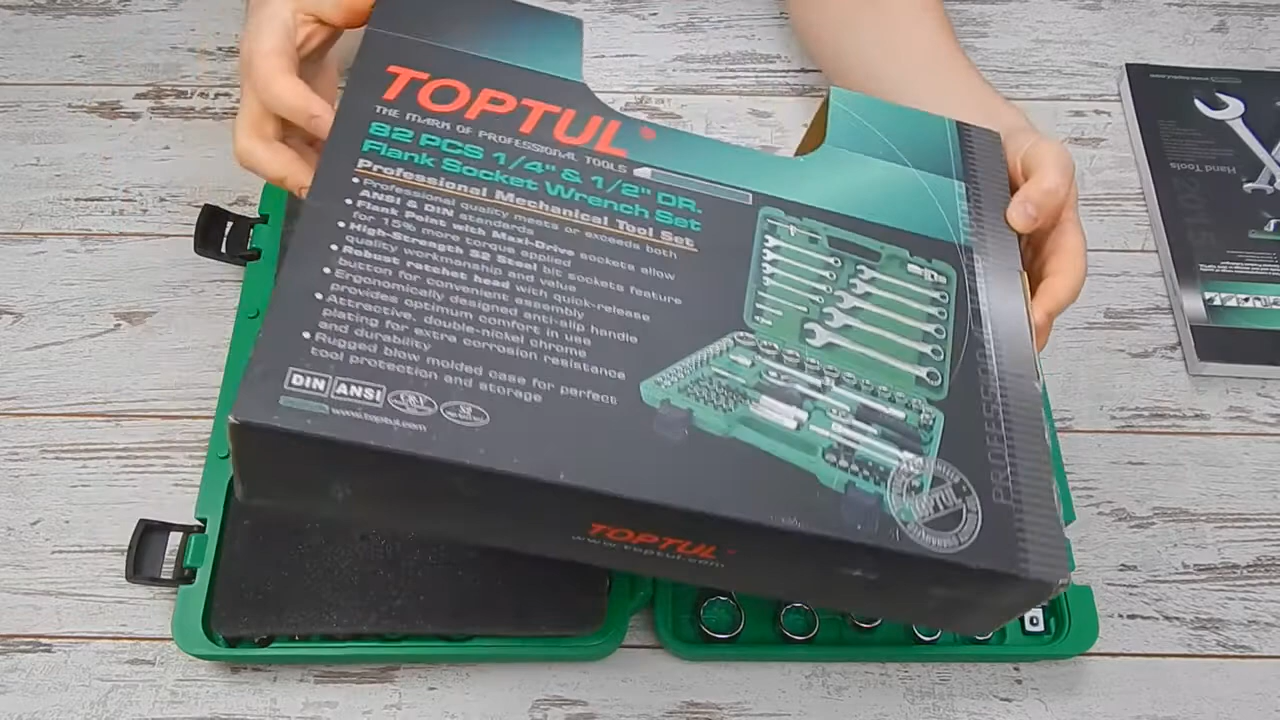 TOPTUL
THE MARK OF PROFESSIONAL TOOLS
82 PCS 1/4" & 1/2" DR.
Flank Socket Wrench Set
Professional Mechanical Tool Set
• Professional quality meets or exceeds both
ANSI & DIN standards
• Flank Point with Maxi-Drive sockets allow
for 15% more torque applied
• High-Strength S2 Steel bit sockets feature
quality workmanship and value
• Robust ratchet head with quick-release
button for convenient assembly
• Ergonomically designed anti-slip handle
provides optimum comfort in use
• Attractive, double-nickel chrome
plating for extra corrosion resistance
and durability
• Rugged blow molded case for perfect
tool protection and storage
DIN ANSI
www.toptul.com
TOPTUL
PROFESSIONAL
TOPTUL
www.toptul.com
Hand Tools
2015